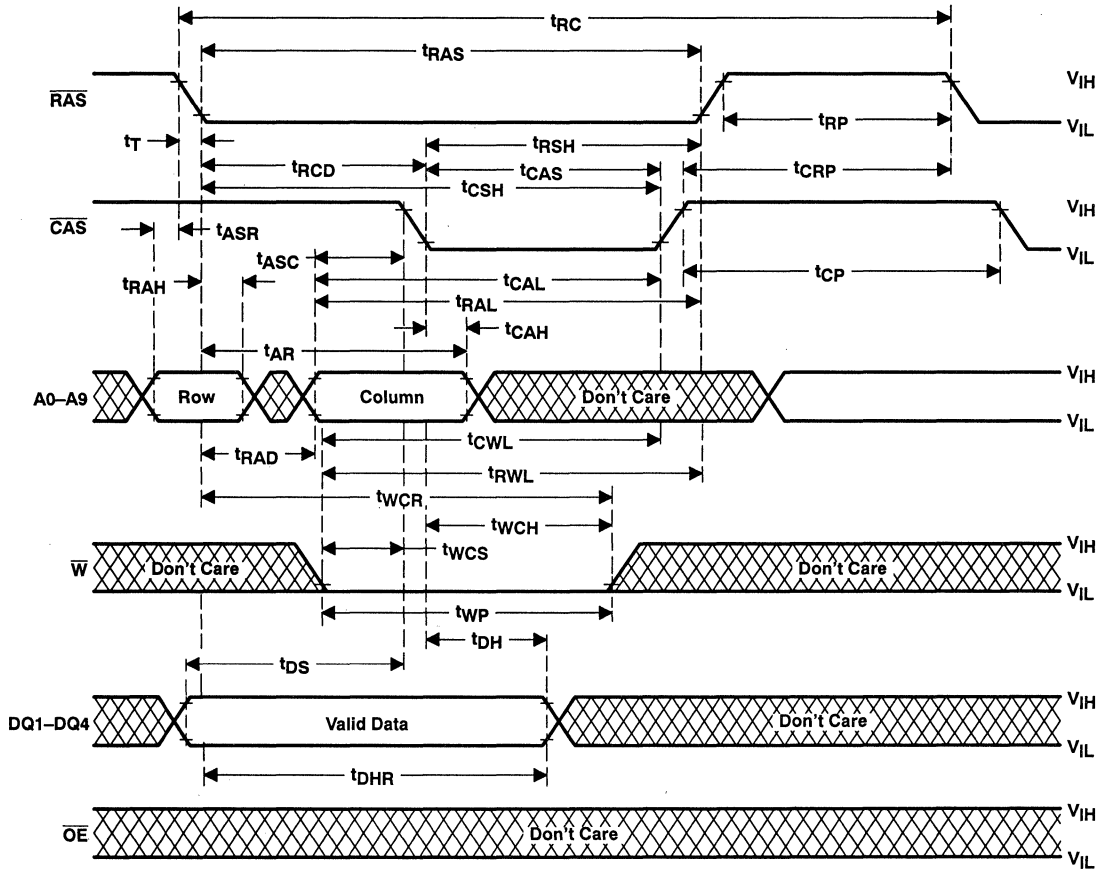 tRC
tRAS
RAS
VIH
VIL
tRP
tT
tRSH
tRCD
tCAS
tCRP
tCSH
CAS
VIH
VIL
tASR
tASC
tRAH
tCAL
tCP
tRAL
tCAH
tAR
A0–A9
Row
Column
Don't Care
VIH
VIL
tCWL
tRAD
tRWL
tWCR
tWCH
W
Don't Care
tWCS
Don't Care
VIH
VIL
tWP
tDH
tDS
DQ1–DQ4
Valid Data
Don't Care
VIH
VIL
tDHR
OE
Don't Care
VIH
VIL